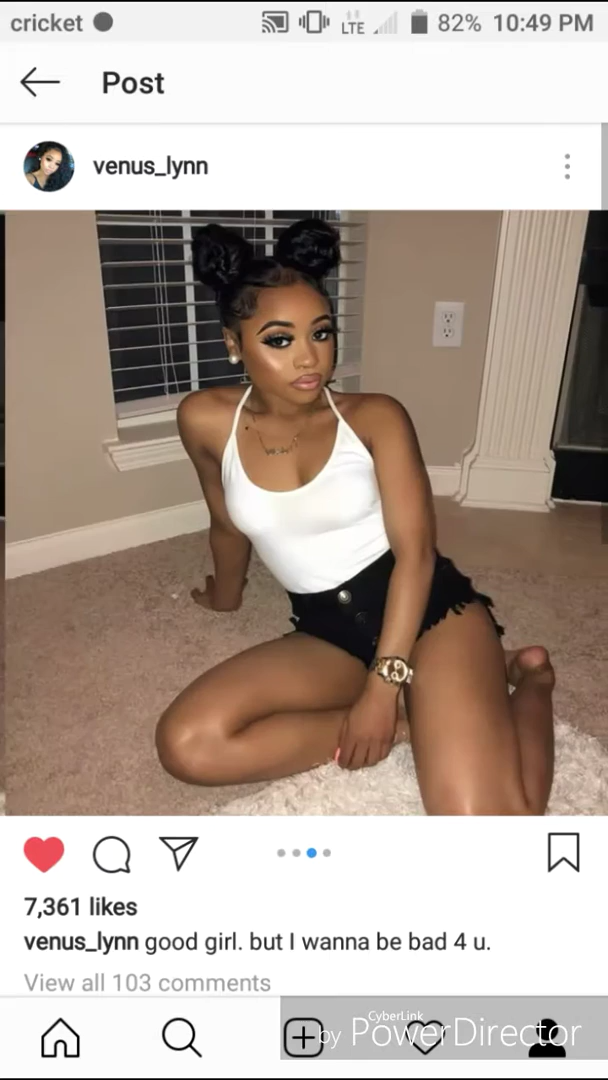 cricket LTE 82% 10:49 PM
Post
venus_lynn
7,361 likes
venus_lynn good girl. but I wanna be bad 4 u.
View all 103 comments
CyberLink
by PowerDirector